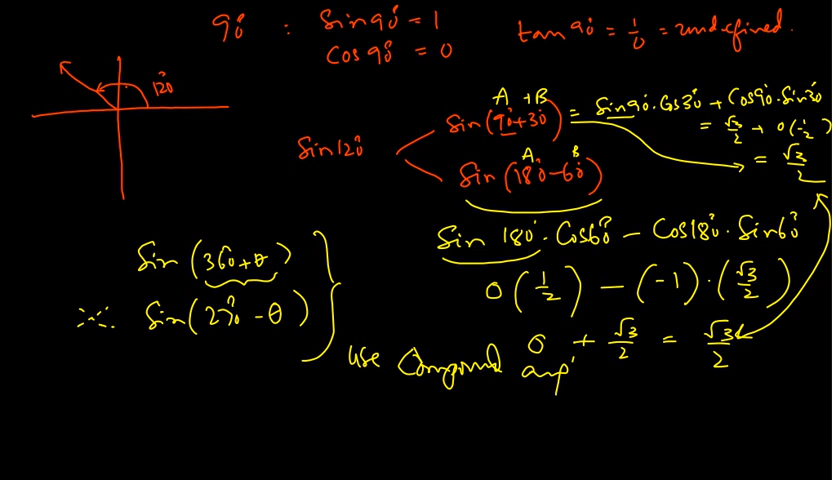 90° : Sin90° = 1
Cos90° = 0
tan90° = 1/0 = undefined.
120°
Sin120°
A + B
Sin(90°+30°) = Sin90°.Cos30° + Cos90°.Sin30°
= √3/2 + 0(1/2)
= √3/2
A B
Sin(180°-60°)
Sin 180°.Cos60° - Cos180°.Sin60°
0(1/2) - (-1).(√3/2)
0 + √3/2 = √3/2
Sin(360+θ)
Sin(270° - θ)
use Compound